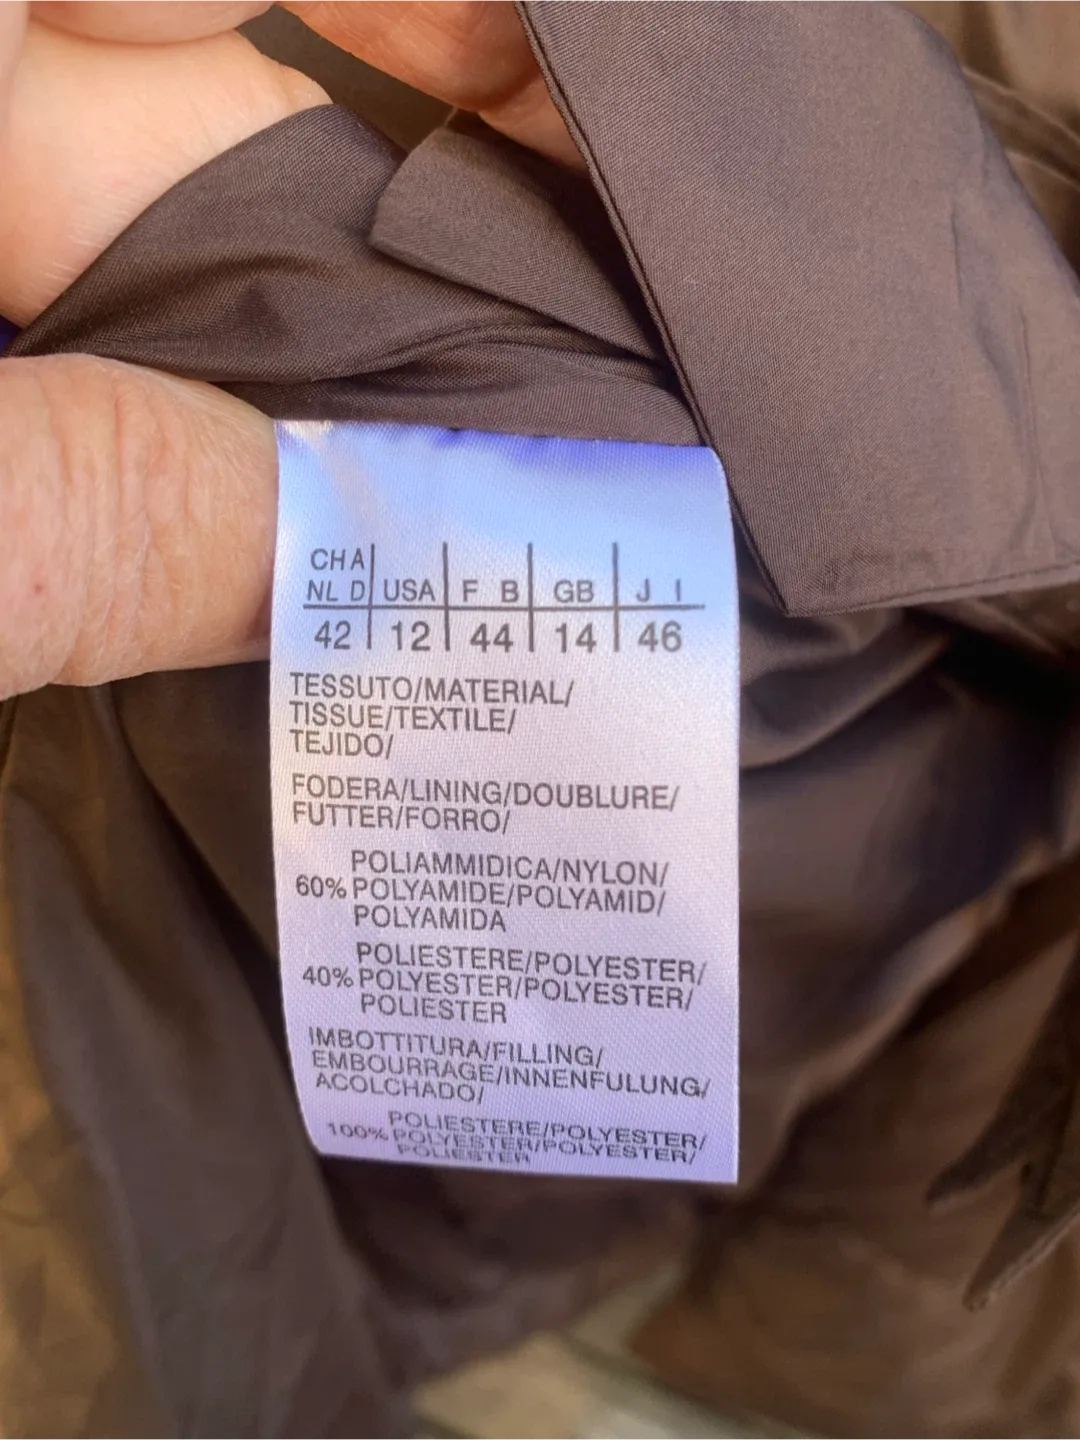 CH A
NL D USA F B GB J I
42 12 44 14 46
TESSUTO/MATERIAL/
TISSUE/TEXTILE/
TEJIDO/
FODERA/LINING/DOUBLURE/
FUTTER/FORRO/
POLIAMMIDICA/NYLON/
60% POLYAMIDE/POLYAMID/
POLYAMIDA
POLIESTERE/POLYESTER/
40% POLYESTER/POLYESTER/
POLIESTER
IMBOTTITURA/FILLING/
EMBOURRAGE/INNENFULUNG/
ACOLCHADO/
POLIESTERE/POLYESTER/
100% POLYESTER/POLYESTER/
POLIESTER